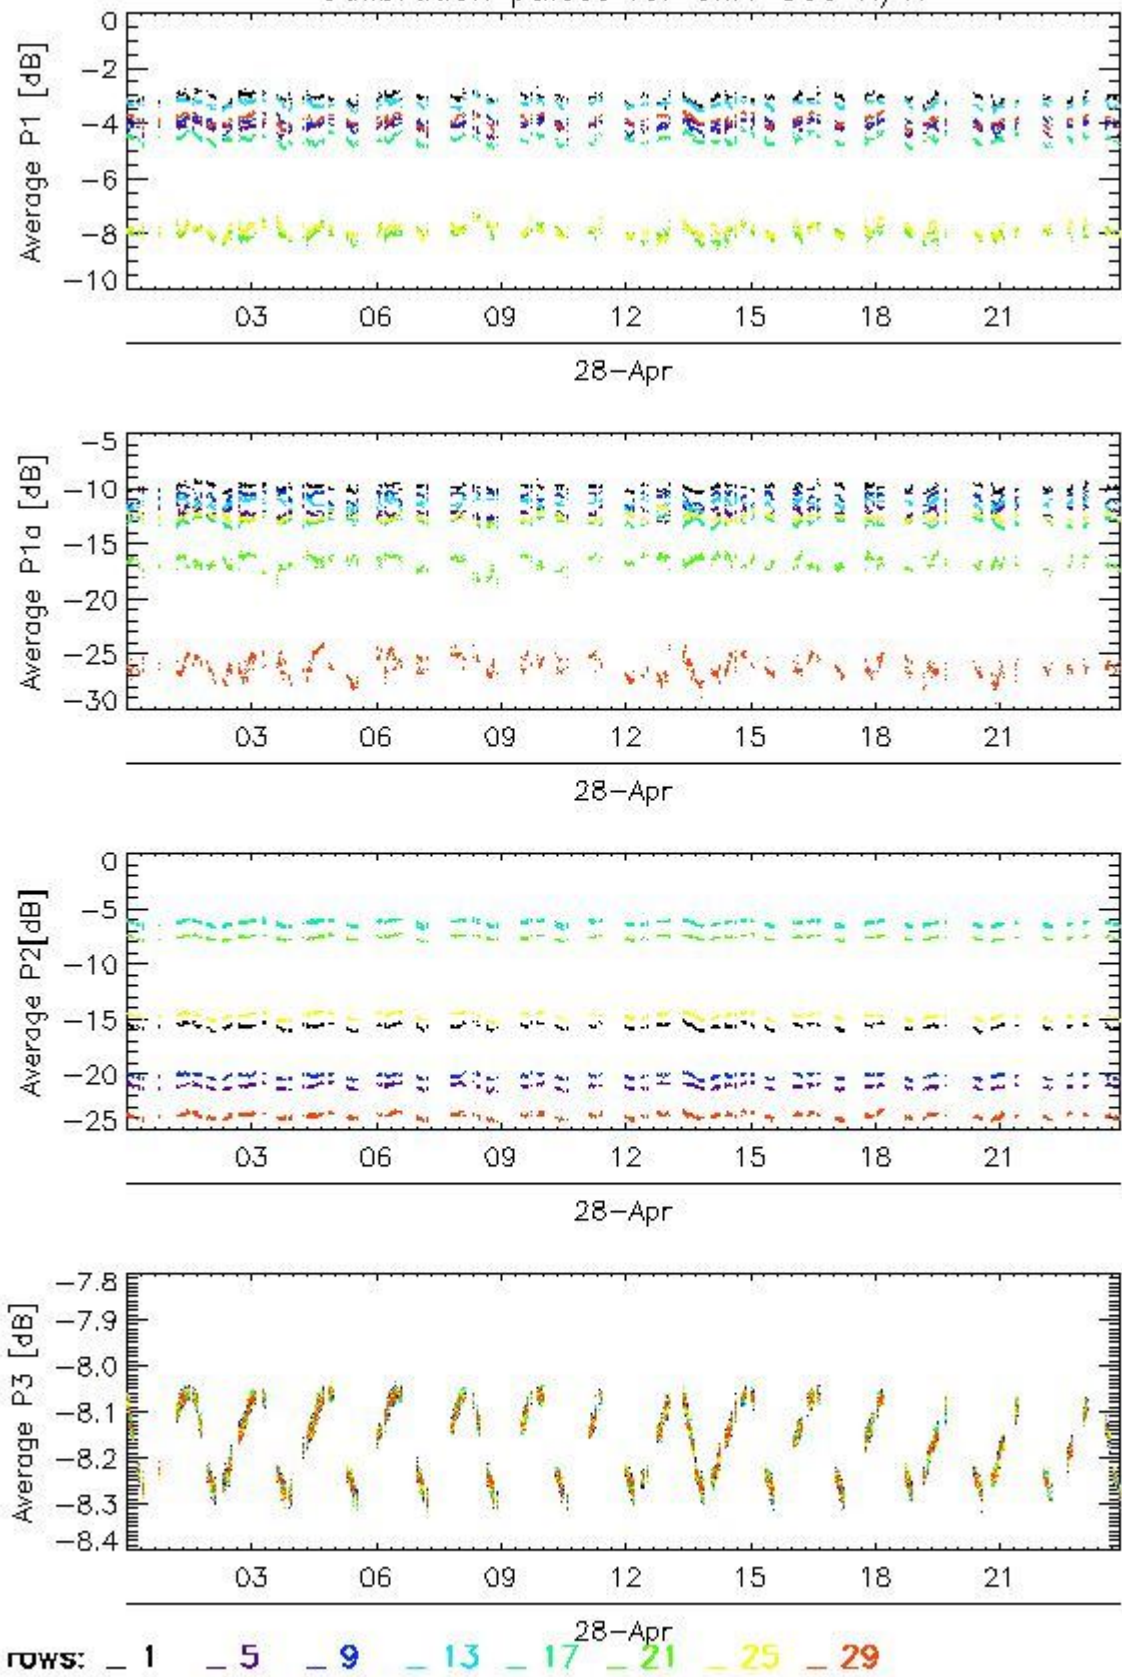 0
−2
−4
−6
−8
−10
Average P1 [dB]
03 06 09 12 15 18 21
28−Apr
−5
−10
−15
−20
−25
−30
Average P1a [dB]
03 06 09 12 15 18 21
28−Apr
0
−5
−10
−15
−20
−25
Average P2[dB]
03 06 09 12 15 18 21
28−Apr
−7.8
−7.9
−8.0
−8.1
−8.2
−8.3
−8.4
Average P3 [dB]
03 06 09 12 15 18 21
28−Apr
rows: _ 1 _ 5 _ 9 _ 13 _ 17 _ 21 _ 25 _ 29